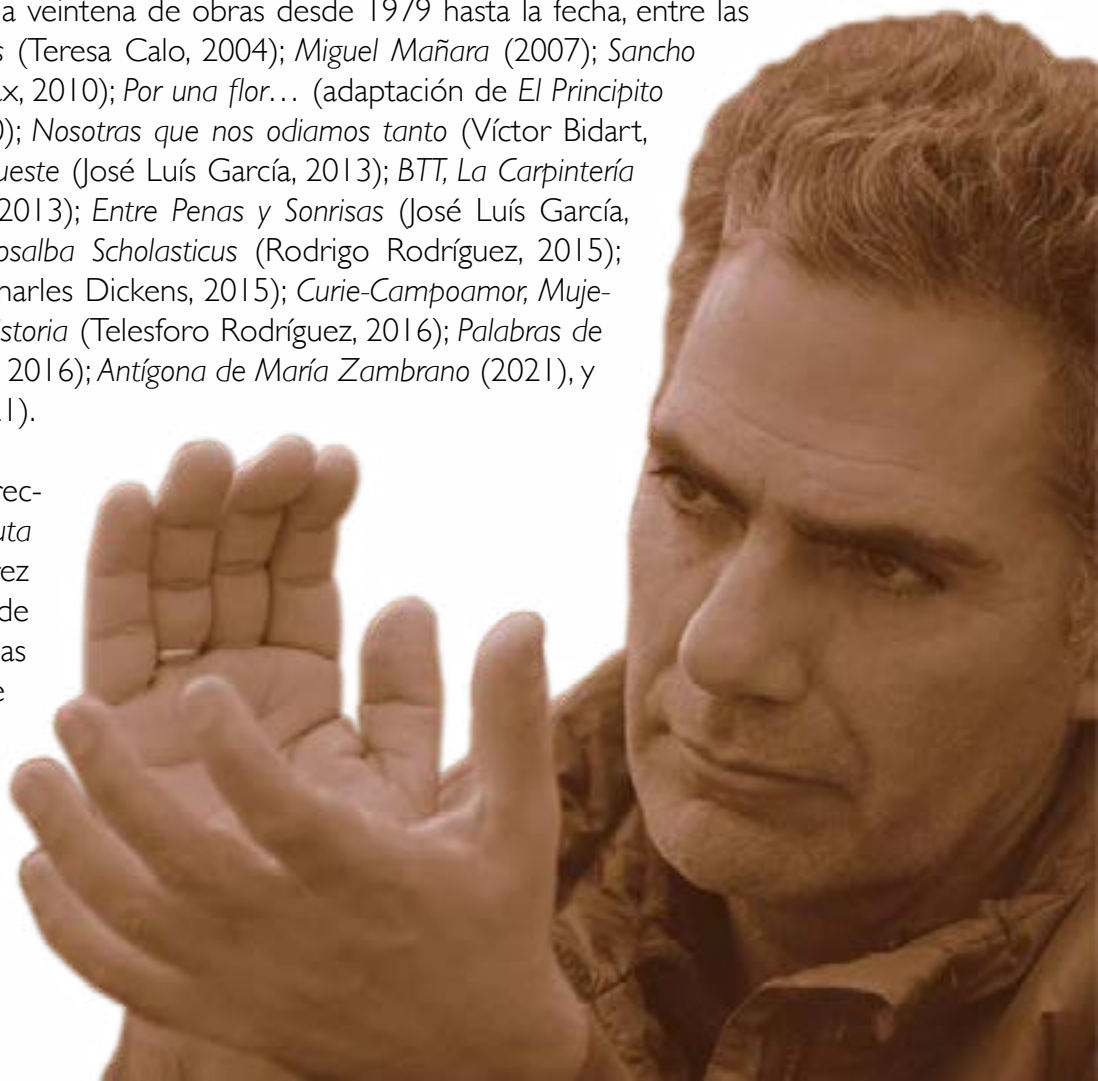 a veintena de obras desde 1979 hasta la fecha, entre las
s (Teresa Calo, 2004); Miguel Mañara (2007); Sancho
x, 2010); Por una flor… (adaptación de El Principito
0); Nosotras que nos odiamos tanto (Víctor Bidart,
ueste (José Luís García, 2013); BTT, La Carpintería
2013); Entre Penas y Sonrisas (José Luís García,
osalba Scholasticus (Rodrigo Rodríguez, 2015);
harles Dickens, 2015); Curie-Campoamor, Muje-
storia (Telesforo Rodríguez, 2016); Palabras de
2016); Antígona de María Zambrano (2021), y
1).
rec-
uta
rez
de
as
e